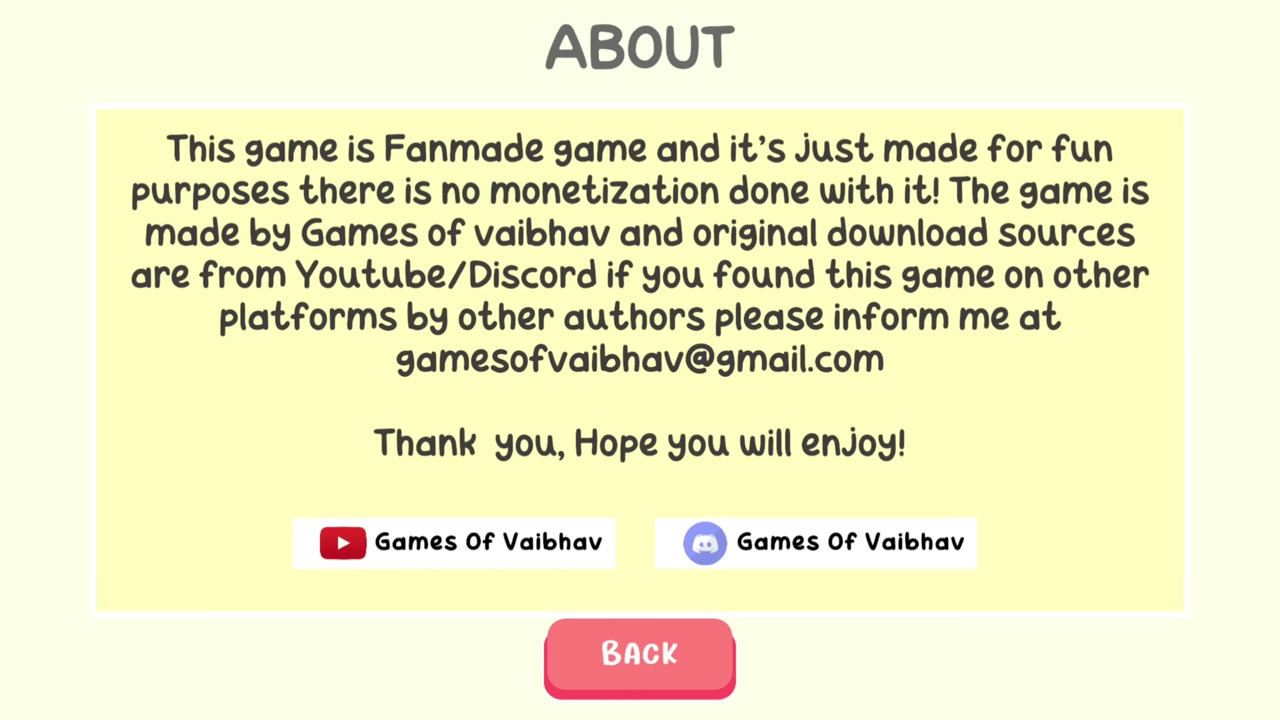 ABOUT
This game is Fanmade game and it's just made for fun
purposes there is no monetization done with it! The game is
made by Games of vaibhav and original download sources
are from Youtube/Discord if you found this game on other
platforms by other authors please inform me at
gamesofvaibhav@gmail.com
Thank you, Hope you will enjoy!
Games Of Vaibhav
Games Of Vaibhav
BACK